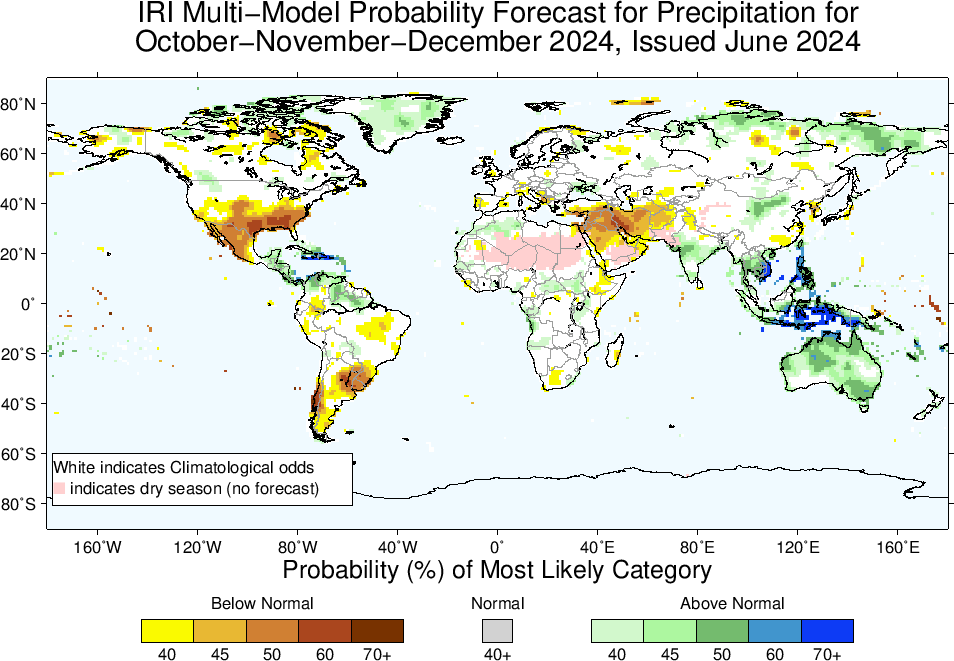 IRI Multi−Model Probability Forecast for Precipitation for
October−November−December 2024, Issued June 2024
80˚N
60˚N
40˚N
20˚N
0˚
20˚S
40˚S
60˚S
80˚S
White indicates Climatological odds
indicates dry season (no forecast)
160˚W 120˚W 80˚W 40˚W 0˚ 40˚E 80˚E 120˚E 160˚E
Probability (%) of Most Likely Category
Below Normal Normal Above Normal
40 45 50 60 70+ 40+ 40 45 50 60 70+